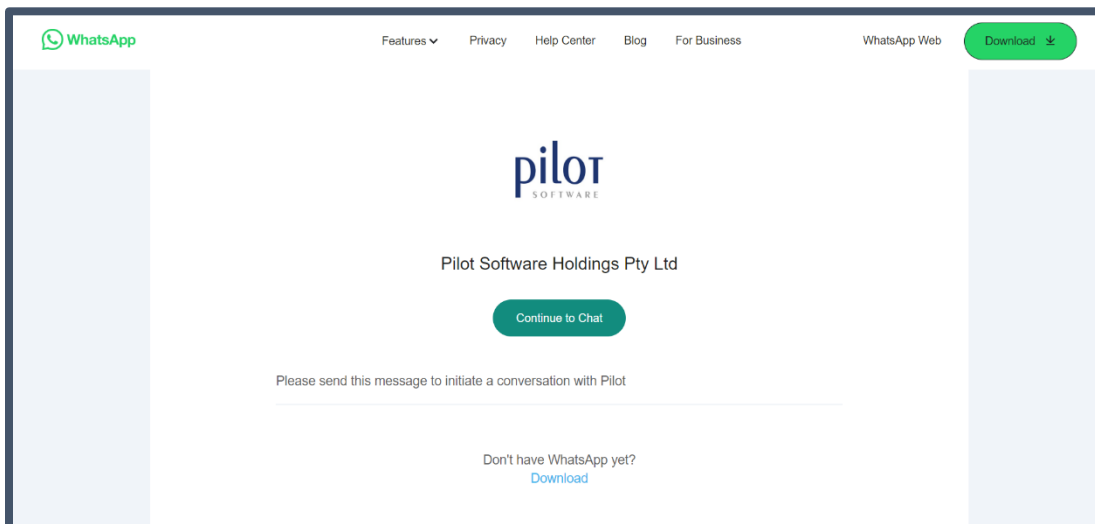 WhatsApp
Features Privacy Help Center Blog For Business WhatsApp Web Download
pilot
SOFTWARE
Pilot Software Holdings Pty Ltd
Continue to Chat
Please send this message to initiate a conversation with Pilot
Don't have WhatsApp yet?
Download